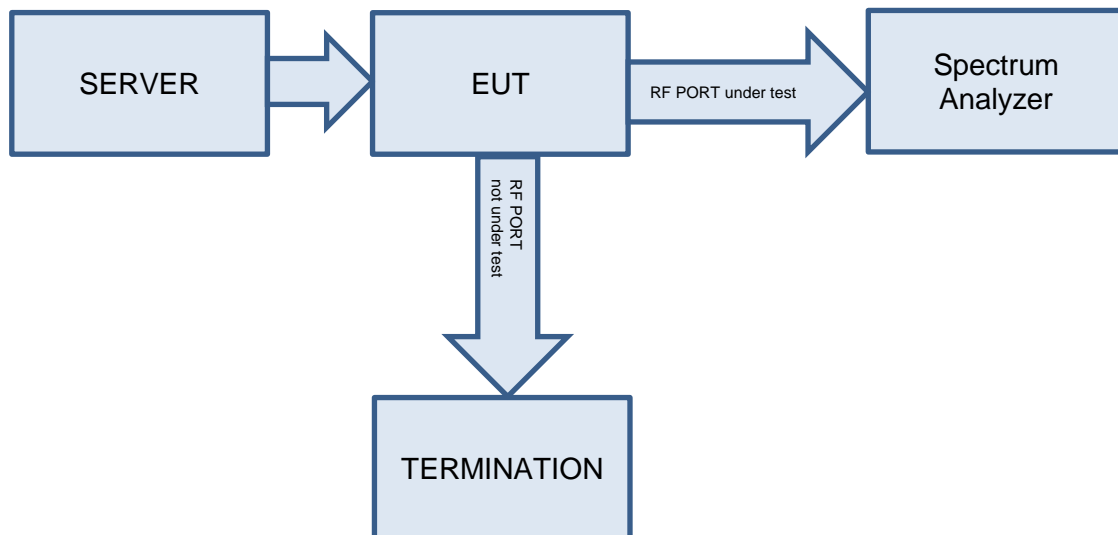 SERVER
EUT
RF PORT under test
Spectrum
Analyzer
RF PORT
not under test
TERMINATION